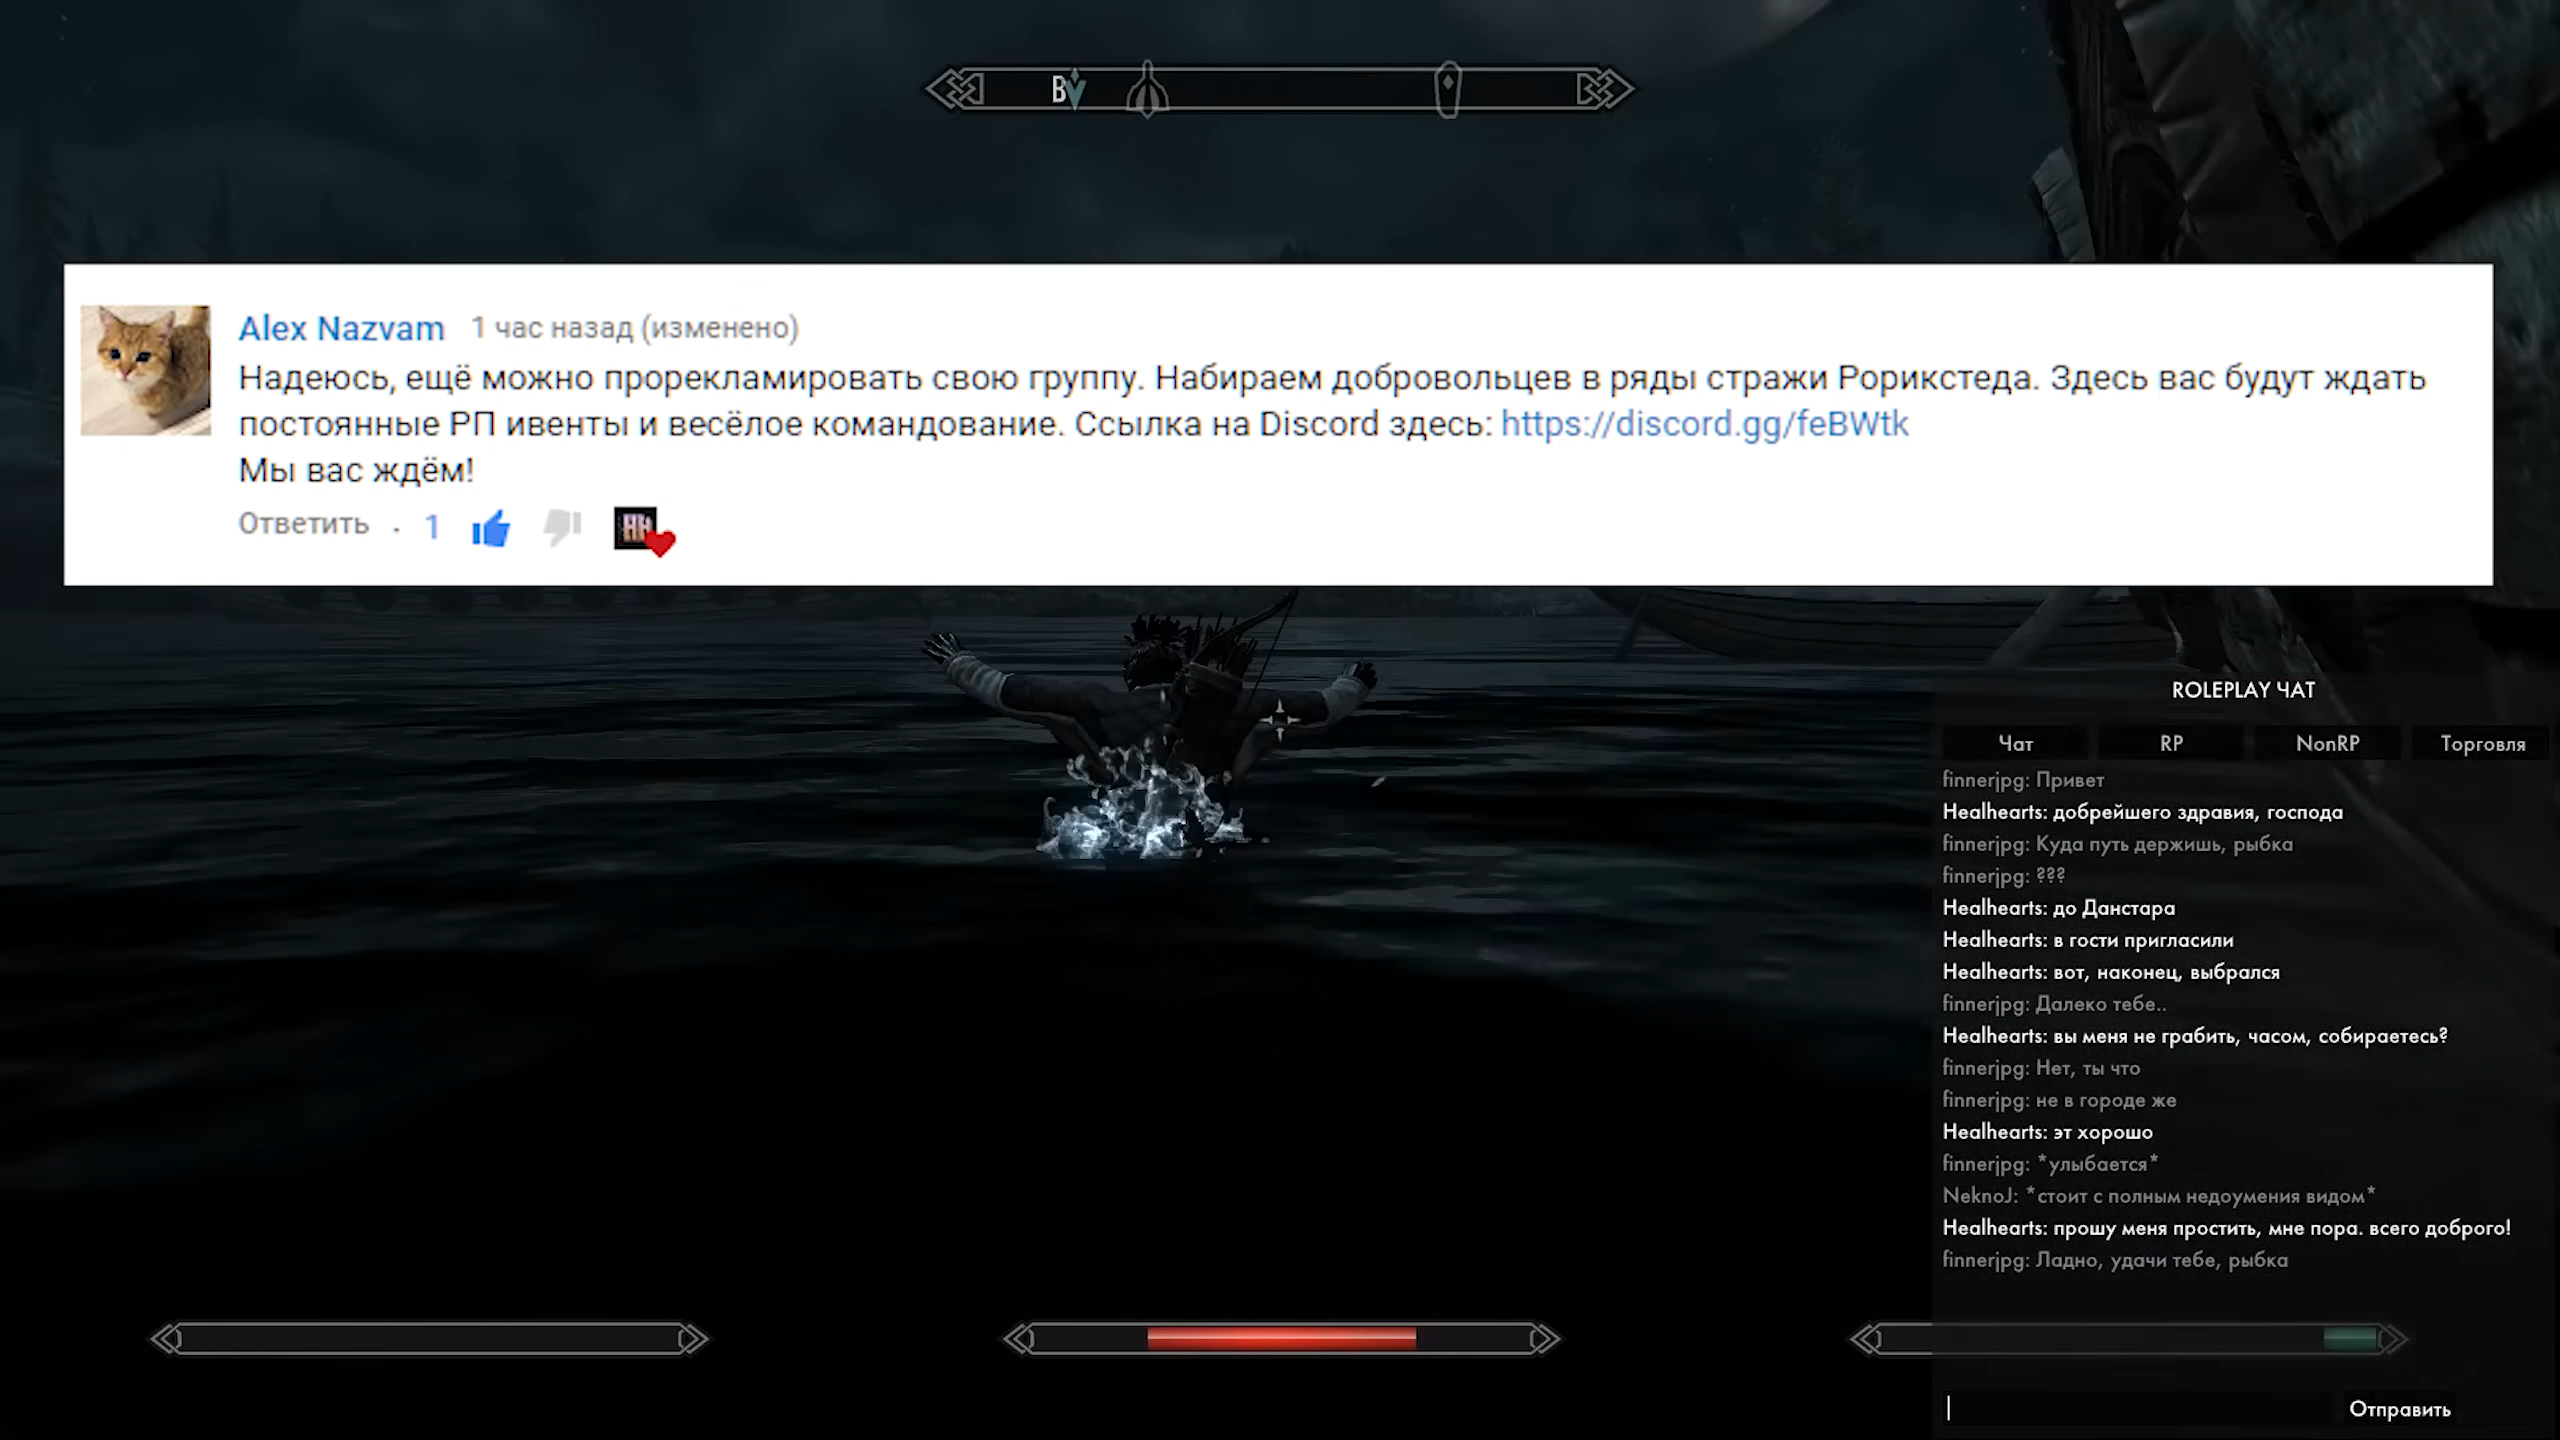 В
Alex Nazvam 1 час назад (изменено)
Надеюсь, ещё можно прорекламировать свою группу. Набираем добровольцев в ряды стражи Рорикстеда. Здесь вас будут ждать
постоянные РП ивенты и весёлое командование. Ссылка на Discord здесь: https://discord.gg/feBWtk
Мы вас ждём!
Ответить · 1
HH
ROLEPLAY ЧАТ
Чат RP NonRP Торговля
finnerjpg: Привет
Healhearts: добрейшего здравия, господа
finnerjpg: Куда путь держишь, рыбка
finnerjpg: ???
Healhearts: до Данстара
Healhearts: в гости пригласили
Healhearts: вот, наконец, выбрался
finnerjpg: Далеко тебе..
Healhearts: вы меня не грабить, часом, собираетесь?
finnerjpg: Нет, ты что
finnerjpg: не в городе же
Healhearts: эт хорошо
finnerjpg: *улыбается*
NeknoJ: *стоит с полным недоумения видом*
Healhearts: прошу меня простить, мне пора. всего доброго!
finnerjpg: Ладно, удачи тебе, рыбка
Отправить